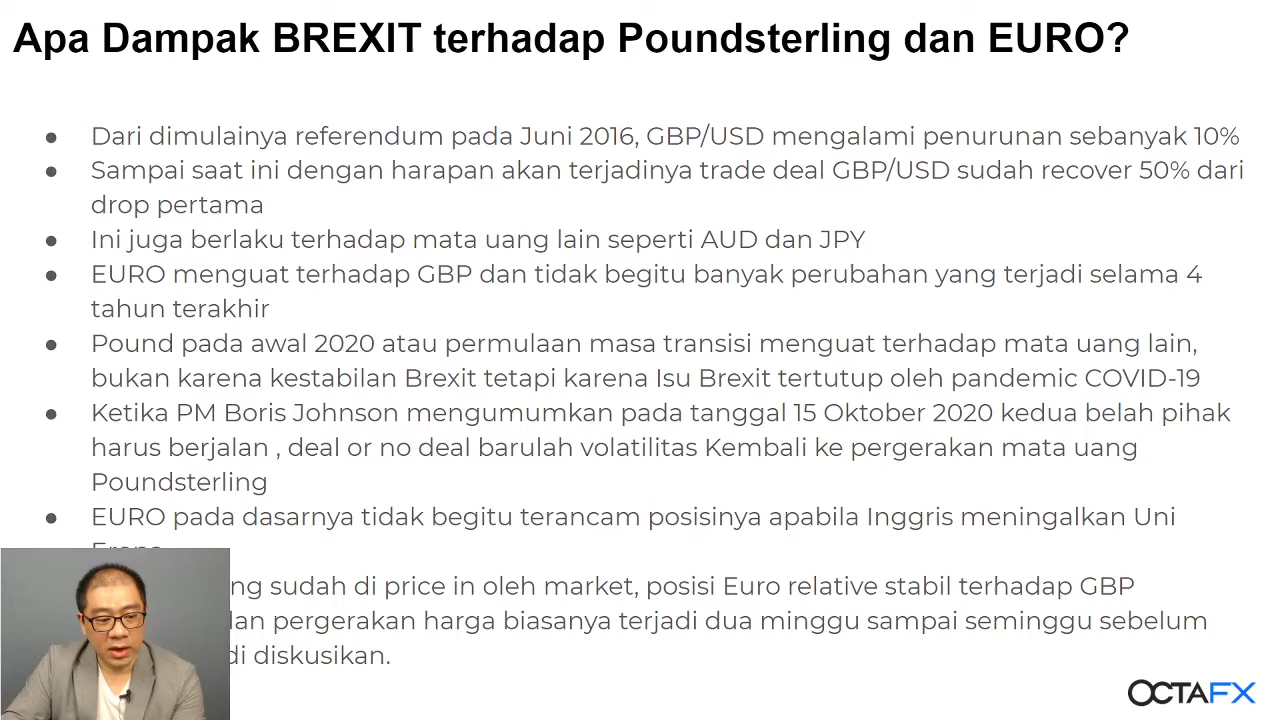 Apa Dampak BREXIT terhadap Poundsterling dan EURO?
● Dari dimulainya referendum pada Juni 2016, GBP/USD mengalami penurunan sebanyak 10%
● Sampai saat ini dengan harapan akan terjadinya trade deal GBP/USD sudah recover 50% dari
drop pertama
● Ini juga berlaku terhadap mata uang lain seperti AUD dan JPY
● EURO menguat terhadap GBP dan tidak begitu banyak perubahan yang terjadi selama 4
tahun terakhir
● Pound pada awal 2020 atau permulaan masa transisi menguat terhadap mata uang lain,
bukan karena kestabilan Brexit tetapi karena Isu Brexit tertutup oleh pandemic COVID-19
● Ketika PM Boris Johnson mengumumkan pada tanggal 15 Oktober 2020 kedua belah pihak
harus berjalan , deal or no deal barulah volatilitas Kembali ke pergerakan mata uang
Poundsterling
● EURO pada dasarnya tidak begitu terancam posisinya apabila Inggris meningalkan Uni
sudah di price in oleh market, posisi Euro relative stabil terhadap GBP
pergerakan harga biasanya terjadi dua minggu sampai seminggu sebelum
di diskusikan.
OCTAFX